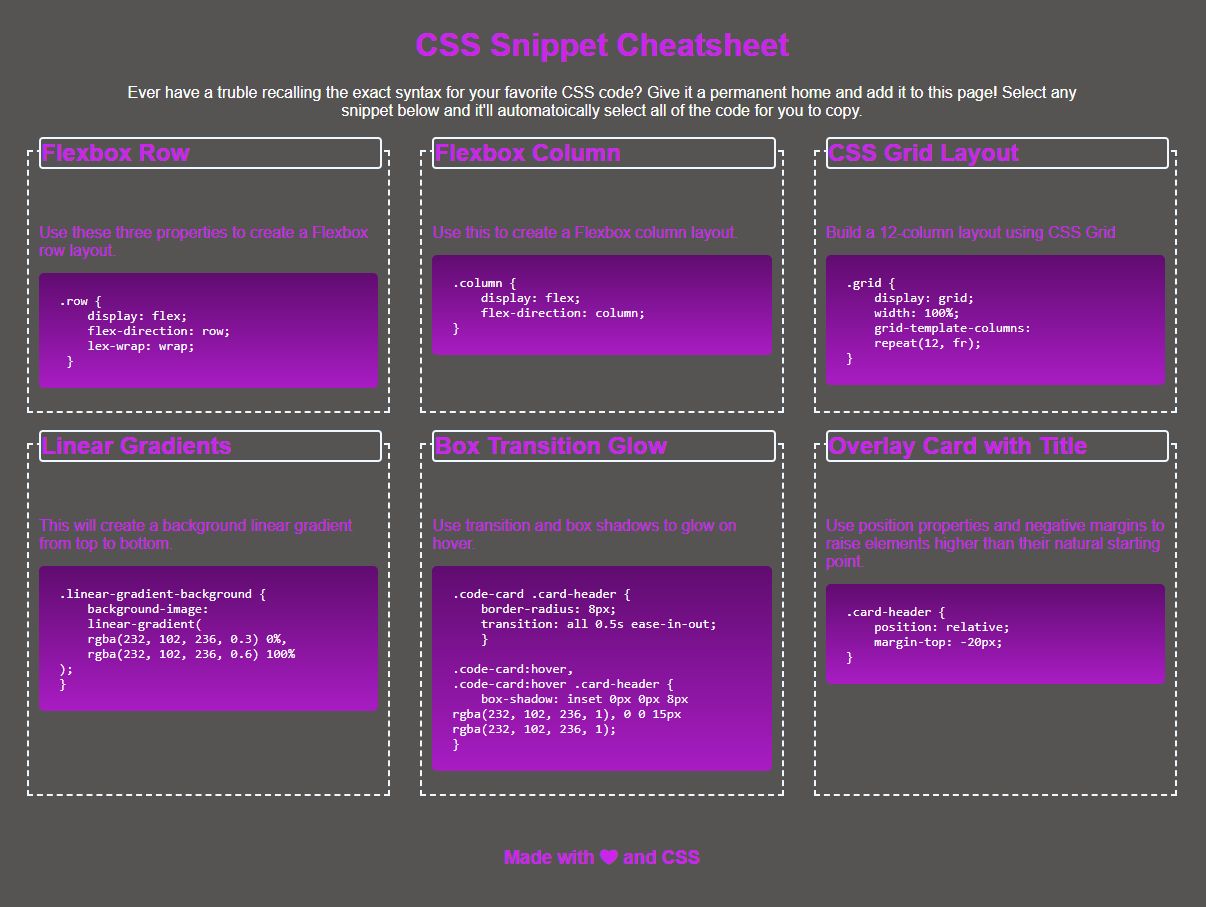 CSS Snippet Cheatsheet
Ever have a truble recalling the exact syntax for your favorite CSS code? Give it a permanent home and add it to this page! Select any
snippet below and it'll automatoically select all of the code for you to copy.
Flexbox Row
Use these three properties to create a Flexbox
row layout.
.row {
    display: flex;
    flex-direction: row;
    lex-wrap: wrap;
 }
Flexbox Column
Use this to create a Flexbox column layout.
.column {
    display: flex;
    flex-direction: column;
}
CSS Grid Layout
Build a 12-column layout using CSS Grid
.grid {
    display: grid;
    width: 100%;
    grid-template-columns:
    repeat(12, fr);
}
Linear Gradients
This will create a background linear gradient
from top to bottom.
.linear-gradient-background {
    background-image:
    linear-gradient(
    rgba(232, 102, 236, 0.3) 0%,
    rgba(232, 102, 236, 0.6) 100%
);
}
Box Transition Glow
Use transition and box shadows to glow on
hover.
.code-card .card-header {
    border-radius: 8px;
    transition: all 0.5s ease-in-out;
    }
.code-card:hover,
.code-card:hover .card-header {
    box-shadow: inset 0px 0px 8px
rgba(232, 102, 236, 1), 0 0 15px
rgba(232, 102, 236, 1);
}
Overlay Card with Title
Use position properties and negative margins to
raise elements higher than their natural starting
point.
.card-header {
    position: relative;
    margin-top: -20px;
}
Made with ♥ and CSS